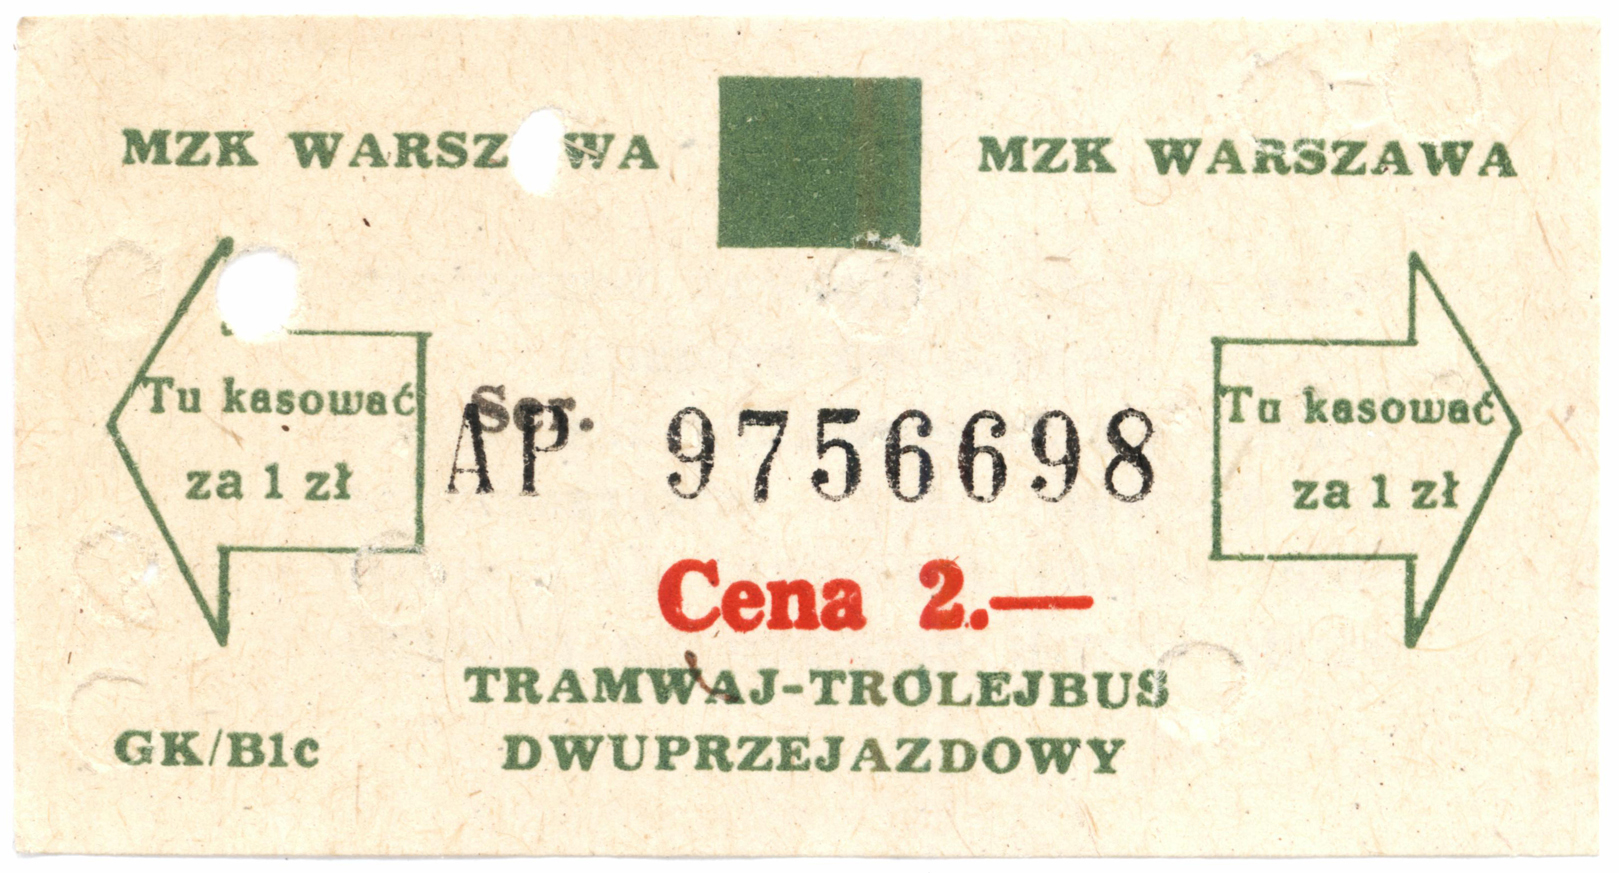 MZK WARSZAWA MZK WARSZAWA
Tu kasować
za 1 zł
Ser.
AP 9756698
Tu kasować
za 1 zł
Cena 2.—
TRAMWAJ-TROLEJBUS
GK/B1c DWUPRZEJAZDOWY